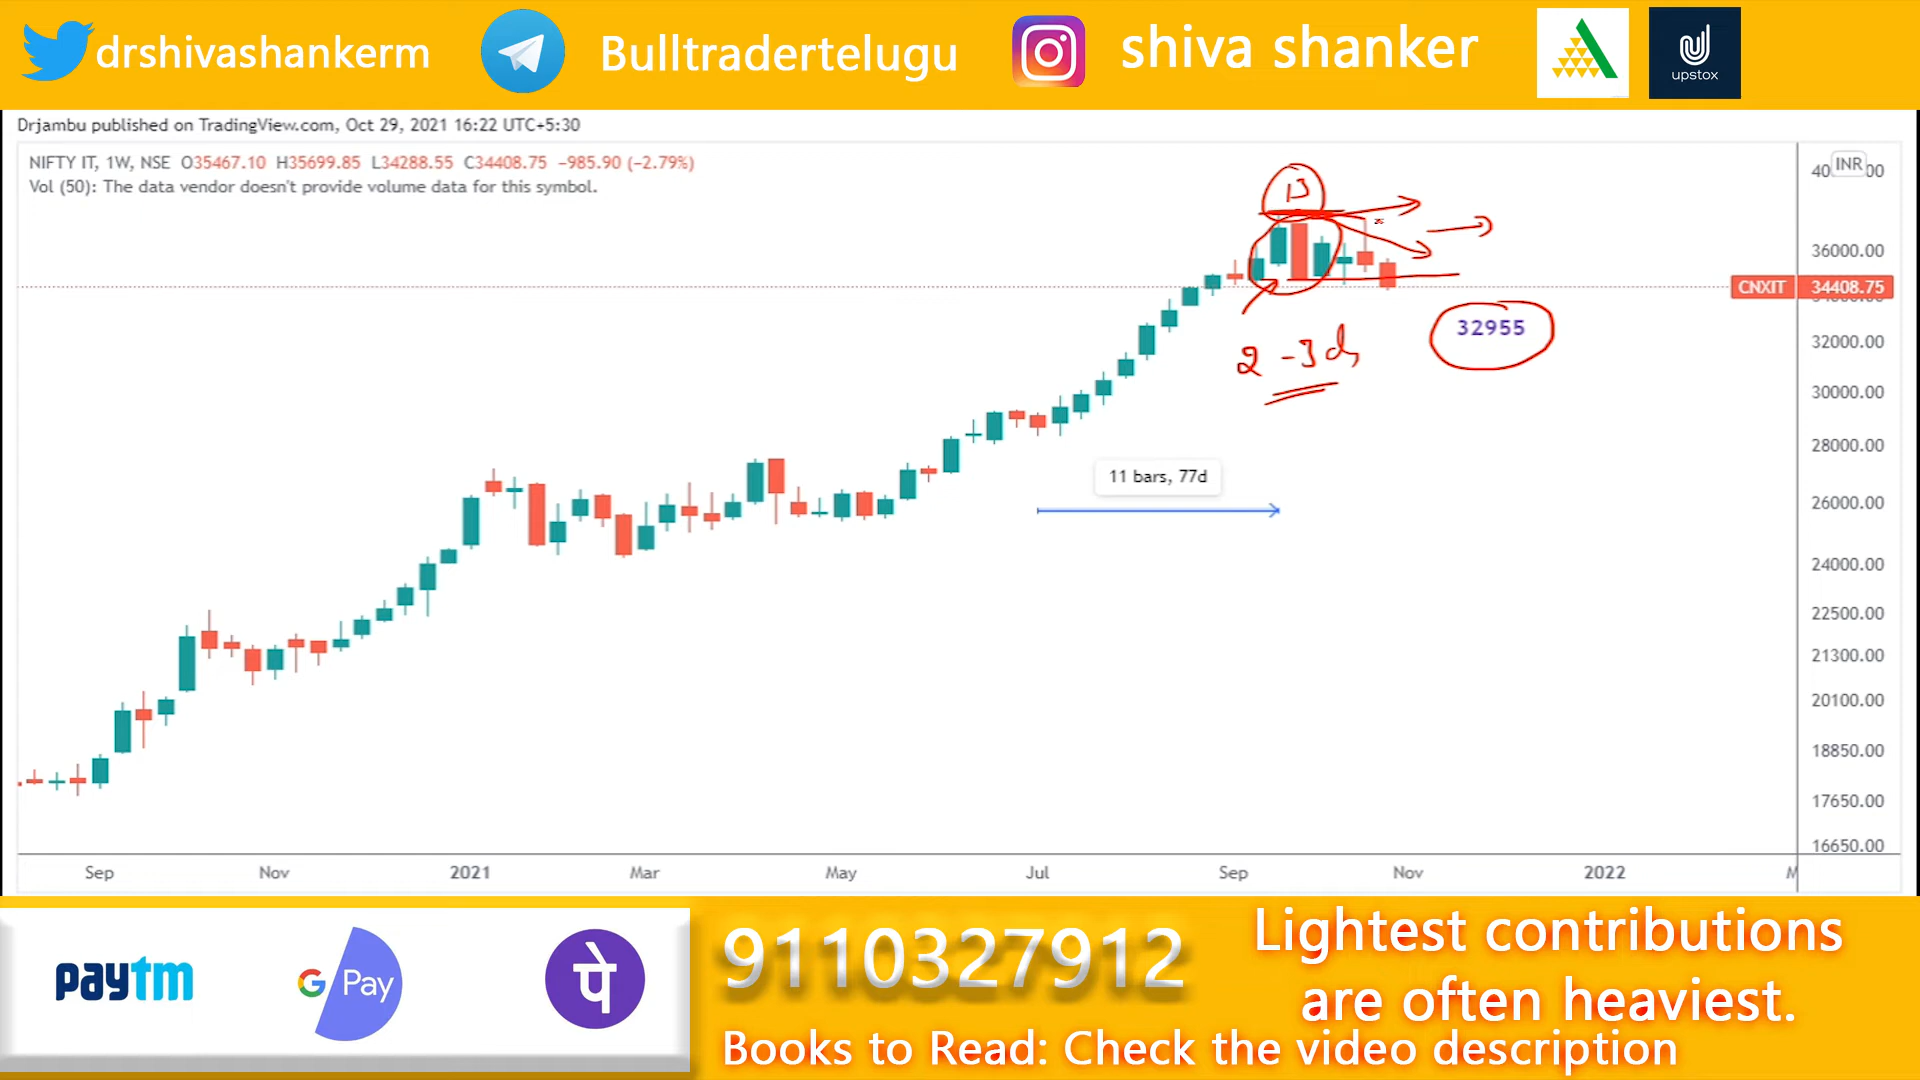 drshivashankerm
Bulltradertelugu
shiva shanker
upstox
Drjambu published on TradingView.com, Oct 29, 2021 16:22 UTC+5:30
NIFTY IT, 1W, NSE O35467.10 H35699.85 L34288.55 C34408.75 −985.90 (−2.79%)
Vol (50): The data vendor doesn't provide volume data for this symbol.
INR
36000.00
CNXIT 34408.75
32000.00
30000.00
28000.00
26000.00
24000.00
22500.00
21300.00
20100.00
18850.00
17650.00
16650.00
13
32955
2 -3 d
11 bars, 77d
Sep Nov 2021 Mar May Jul Sep Nov 2022
paytm
G Pay
पे
9110327912
Lightest contributions
are often heaviest.
Books to Read: Check the video description